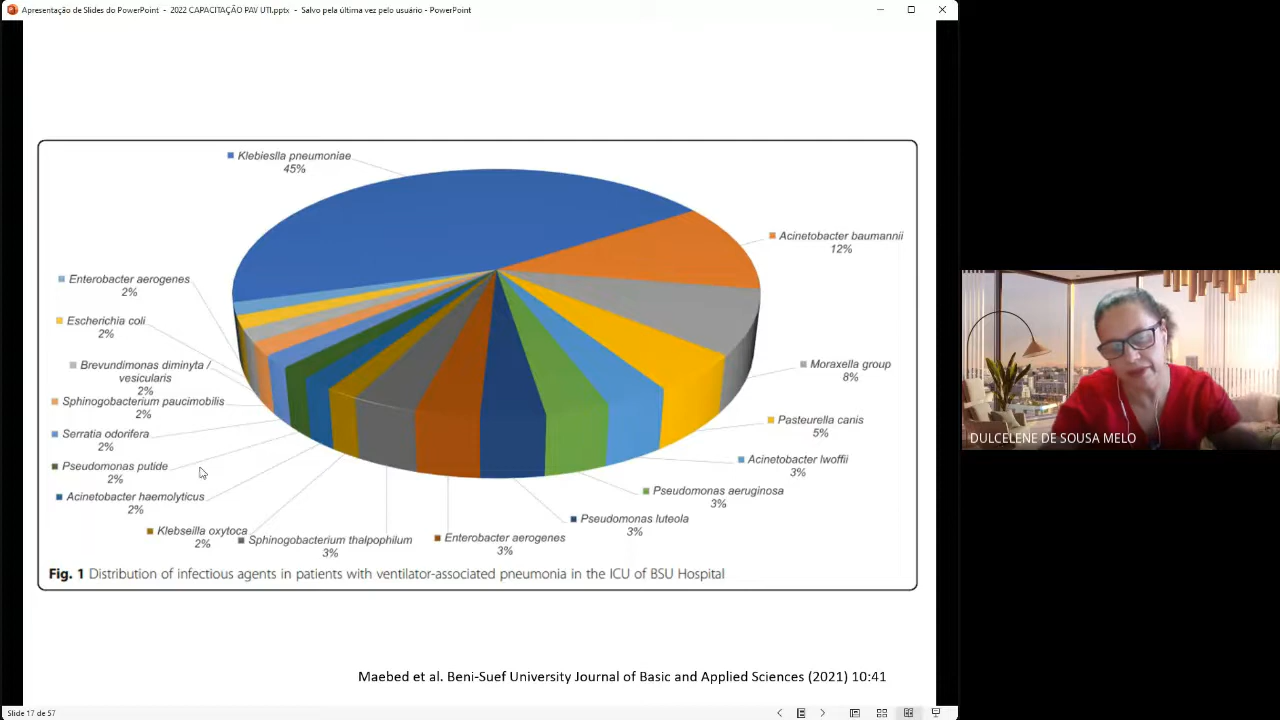 Apresentação de Slides do PowerPoint - 2022 CAPACITAÇÃO PAV UTI.pptx - Salvo pela última vez pelo usuário - PowerPoint
Klebieslla pneumoniae
45%
Acinetobacter baumannii
12%
Moraxella group
8%
Pasteurella canis
5%
Acinetobacter lwoffii
3%
Pseudomonas aeruginosa
3%
Pseudomonas luteola
3%
Enterobacter aerogenes
3%
Sphingobacterium thalpophilum
3%
Klebseilla oxytoca
2%
Acinetobacter haemolyticus
2%
Pseudomonas putide
2%
Serratia odorifera
2%
Sphinogobacterium paucimobilis
2%
Brevundimonas diminyta /
vesicularis
2%
Escherichia coli
2%
Enterobacter aerogenes
2%
Fig. 1 Distribution of infectious agents in patients with ventilator-associated pneumonia in the ICU of BSU Hospital
Maebed et al. Beni-Suef University Journal of Basic and Applied Sciences (2021) 10:41
Slide 17 de 57
DULCELENE DE SOUSA MELO